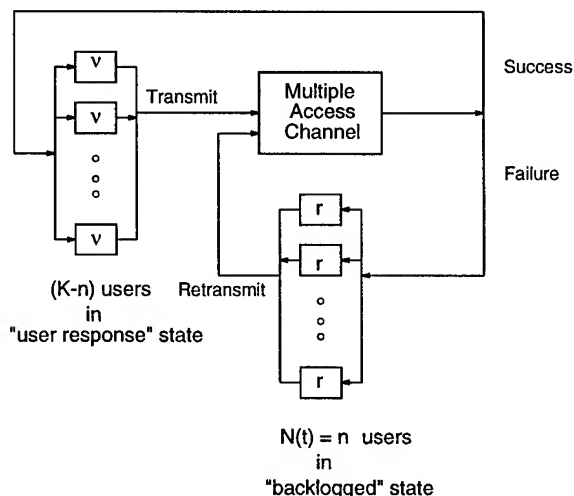 Success
ν
Transmit
Multiple
Access
Channel
ν
Failure
ν
r
r
(K-n) users
in
"user response" state
Retransmit
r
N(t) = n users
in
"backlogged" state